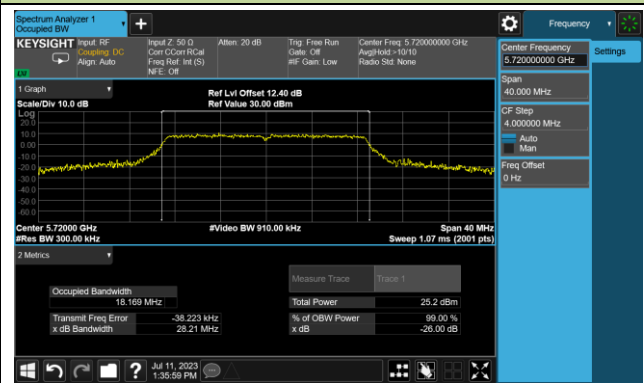 Spectrum Analyzer 1
Occupied BW
Frequency
KEYSIGHT
Input: RF
Coupling: DC
Align: Auto
Input Z: 50 Ω
Corr CCorr RCal
Freq Ref: Int (S)
NFE: Off
Atten: 20 dB
Trig: Free Run
Gate: Off
#IF Gain: Low
Center Freq: 5.720000000 GHz
Avg|Hold:>10/10
Radio Std: None
Center Frequency
5.720000000 GHz
Settings
Span
40.000 MHz
CF Step
4.000000 MHz
Auto
Man
Freq Offset
0 Hz
1 Graph
Scale/Div 10.0 dB
Ref Lvl Offset 12.40 dB
Ref Value 30.00 dBm
Log
20.0
10.0
0.00
-10.0
-20.0
-30.0
-40.0
-50.0
-60.0
Center 5.72000 GHz
#Res BW 300.00 kHz
#Video BW 910.00 kHz
Span 40 MHz
Sweep 1.07 ms (2001 pts)
2 Metrics
Measure Trace
Trace 1
Occupied Bandwidth
18.169 MHz
Total Power
25.2 dBm
Transmit Freq Error
-38.223 kHz
% of OBW Power
99.00 %
x dB Bandwidth
28.21 MHz
x dB
-26.00 dB
Jul 11, 2023
1:35:59 PM